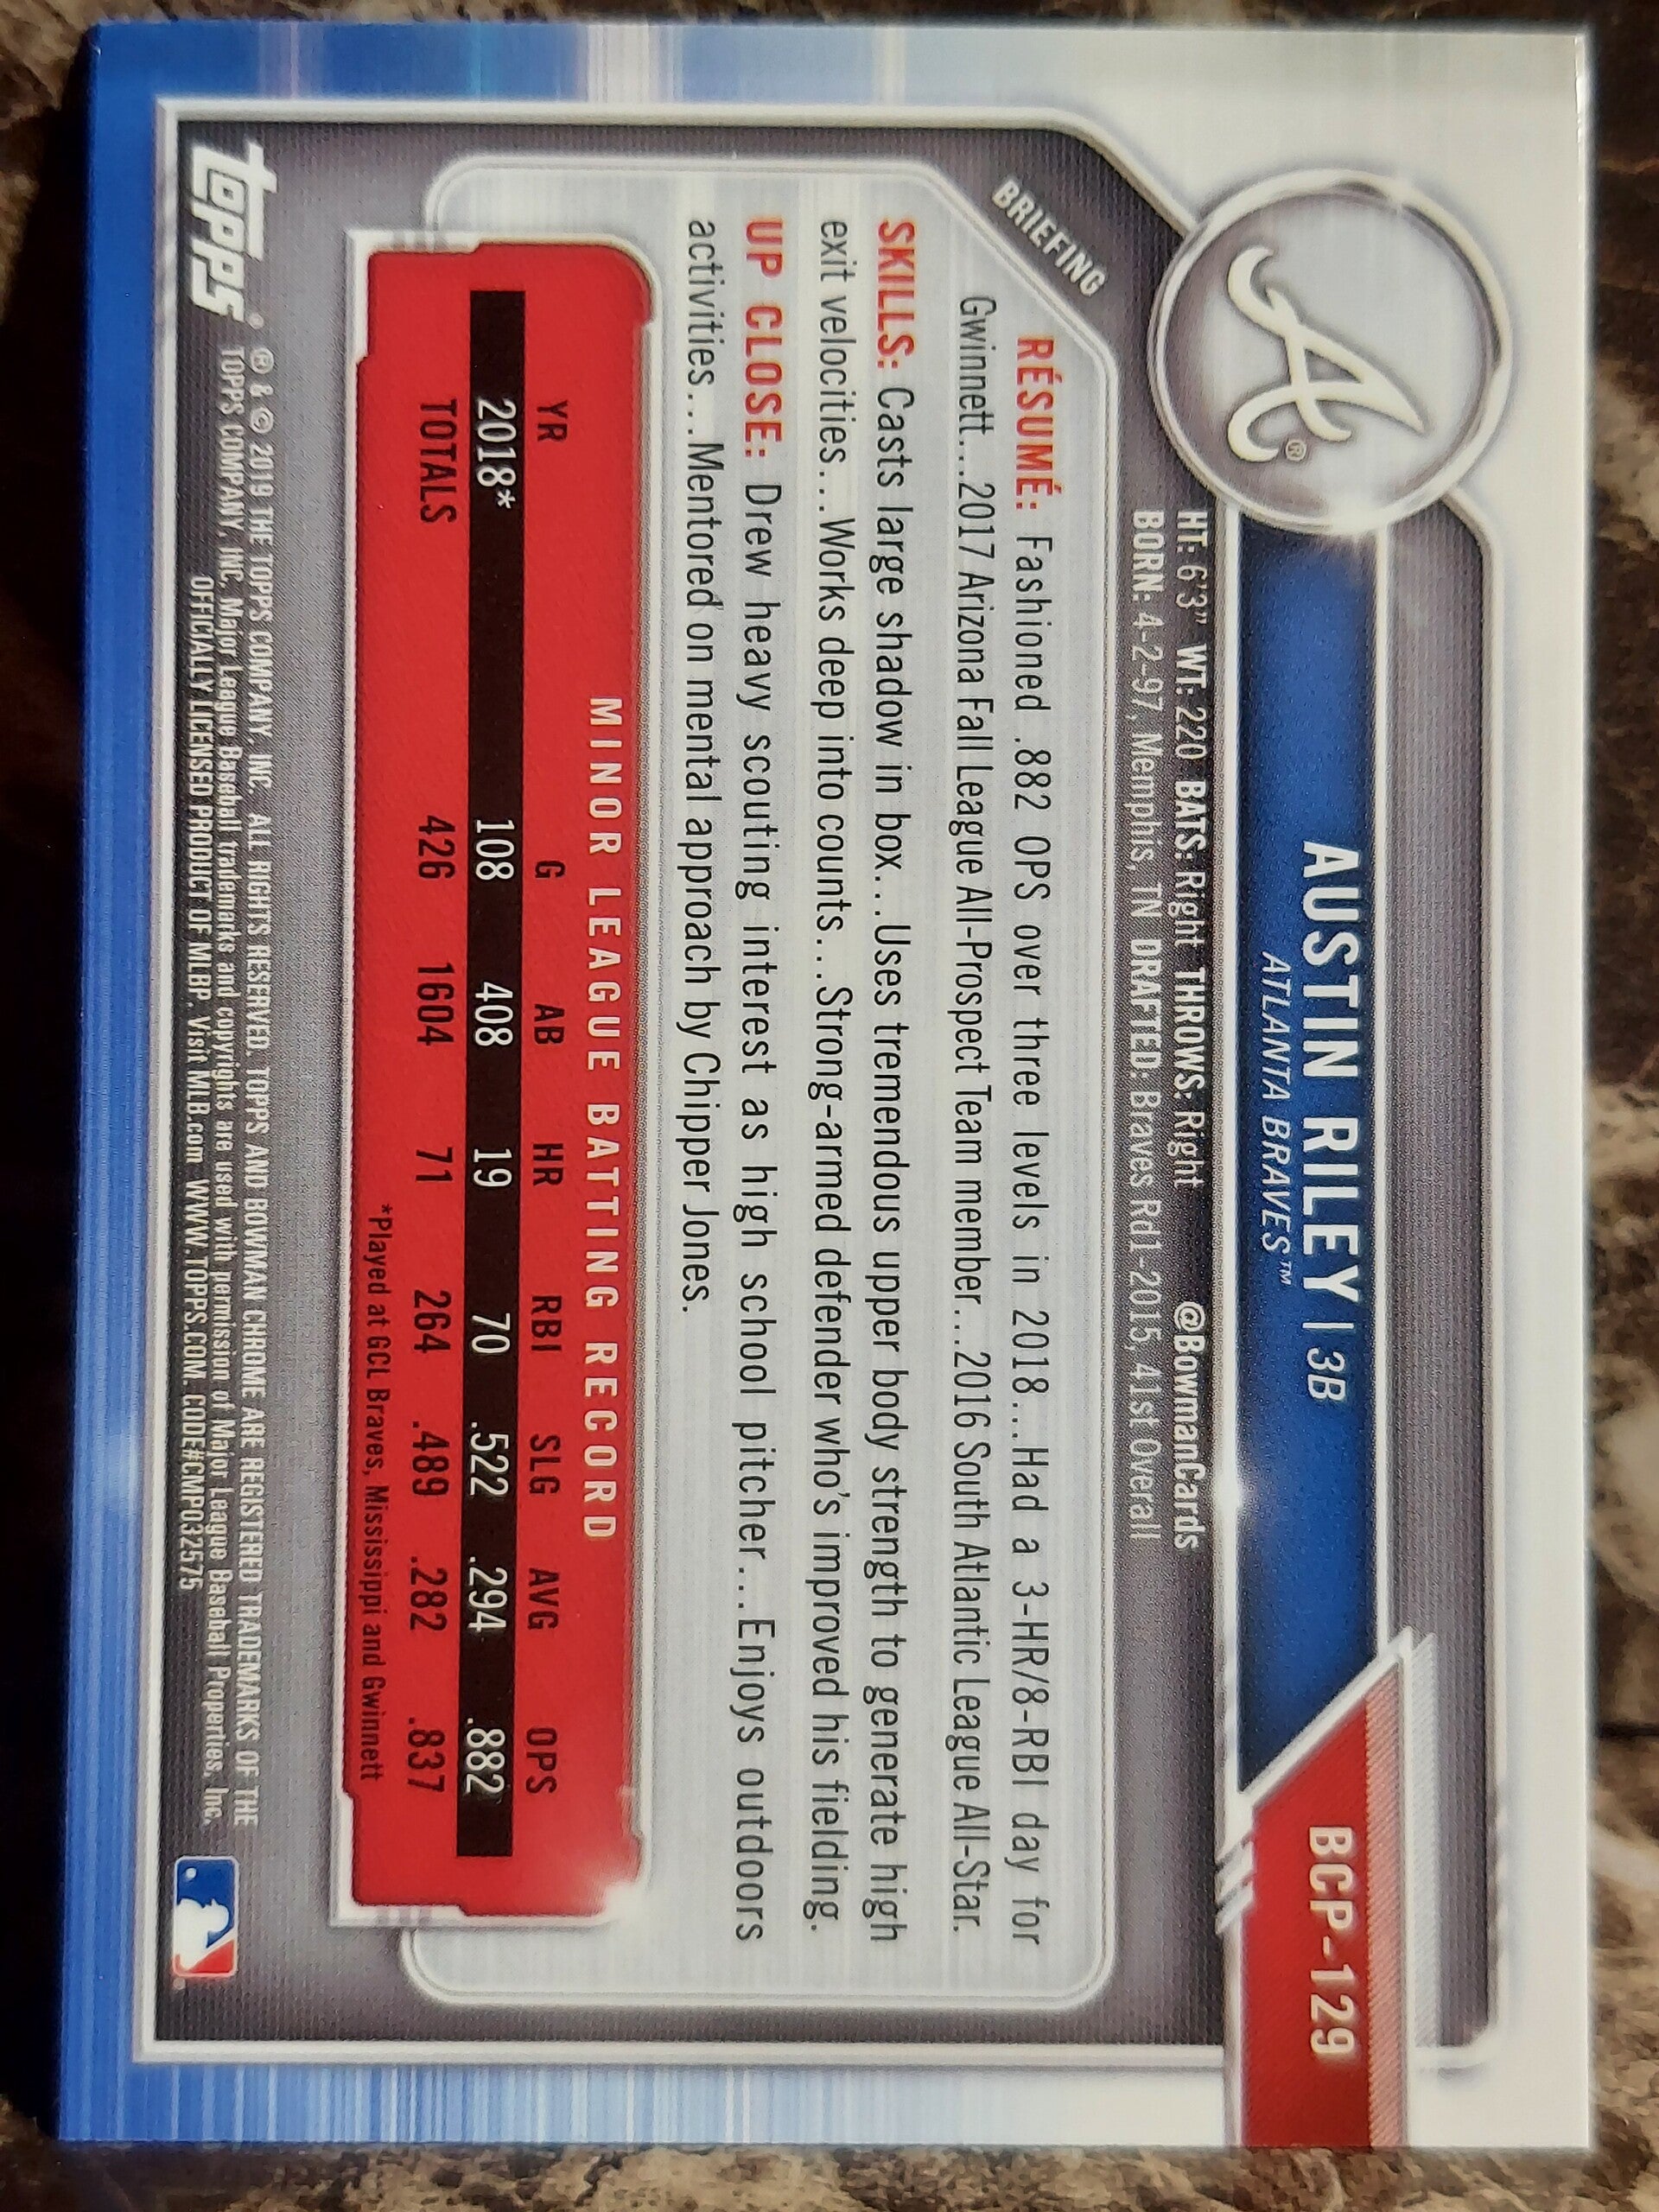 A®
AUSTIN RILEY | 3B
BCP-129
ATLANTA BRAVES™
HT: 6'3" WT: 220 BATS: Right THROWS: Right @BowmanCards
BORN: 4-2-97, Memphis, TN DRAFTED: Braves Rd1-2015, 41st Overall
BRIEFING
RÉSUMÉ: Fashioned .882 OPS over three levels in 2018...Had a 3-HR/8-RBI day for
Gwinnett...2017 Arizona Fall League All-Prospect Team member...2016 South Atlantic League All-Star.
SKILLS: Casts large shadow in box...Uses tremendous upper body strength to generate high
exit velocities...Works deep into counts...Strong-armed defender who's improved his fielding.
UP CLOSE: Drew heavy scouting interest as high school pitcher...Enjoys outdoors
activities...Mentored on mental approach by Chipper Jones.
MINOR LEAGUE BATTING RECORD
YR G AB HR RBI SLG AVG OPS
2018* 108 408 19 70 .522 .294 .882
TOTALS 426 1604 71 264 .489 .282 .837
*Played at GCL Braves, Mississippi and Gwinnett
topps®
® & © 2019 THE TOPPS COMPANY, INC. ALL RIGHTS RESERVED. TOPPS AND BOWMAN CHROME ARE REGISTERED TRADEMARKS OF THE
TOPPS COMPANY, INC. Major League Baseball trademarks and copyrights are used with permission of Major League Baseball Properties, Inc.
OFFICIALLY LICENSED PRODUCT OF MLBP. Visit MLB.com WWW.TOPPS.COM. CODE#CMP032575